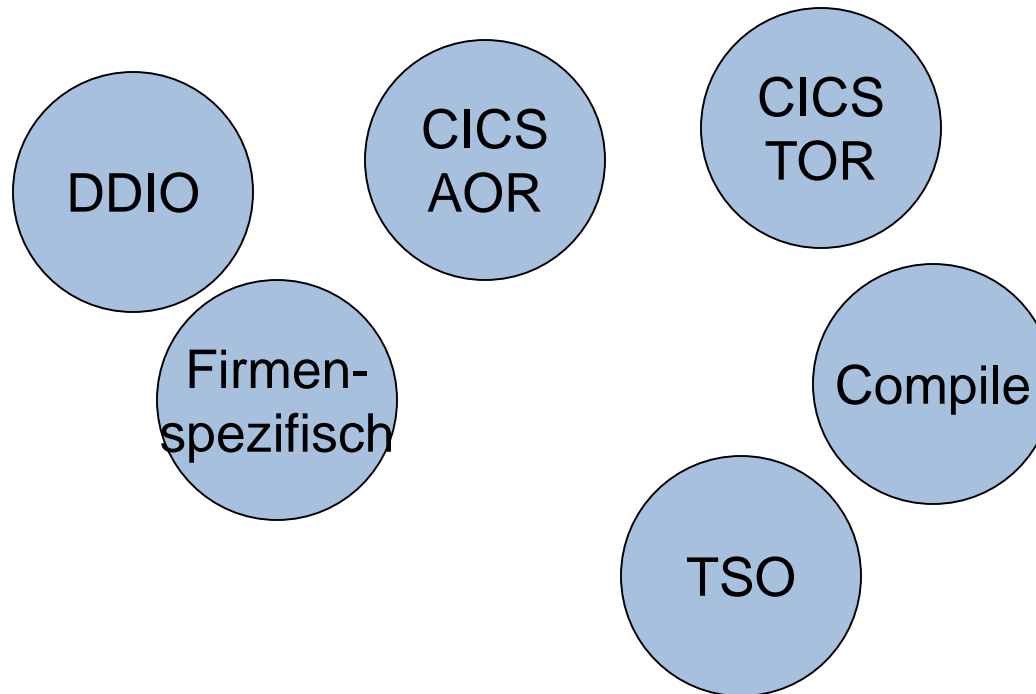 DDIO
CICS
AOR
CICS
TOR
Firmen-
spezifisch
Compile
TSO